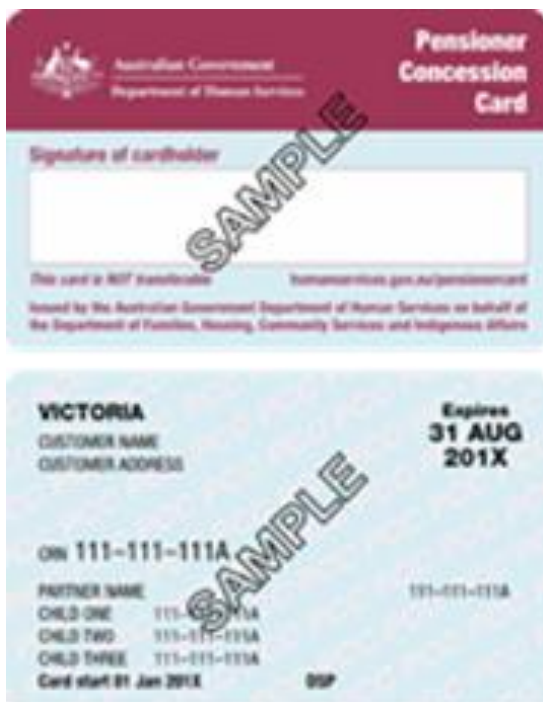 Australian Government
Department of Human Services
Pensioner
Concession
Card
Signature of cardholder
SAMPLE
This card is NOT transferable humanservices.gov.au/pensionercard
Issued by the Australian Government Department of Human Services on behalf of
the Department of Families, Housing, Community Services and Indigenous Affairs
VICTORIA
Expires
31 AUG
201X
CUSTOMER NAME
CUSTOMER ADDRESS
SAMPLE
CRN 111-111-111A
PARTNER NAME 111-111-111A
CHILD ONE 111-111-111A
CHILD TWO 111-111-111A
CHILD THREE 111-111-111A
Card start 01 Jan 201X DSP